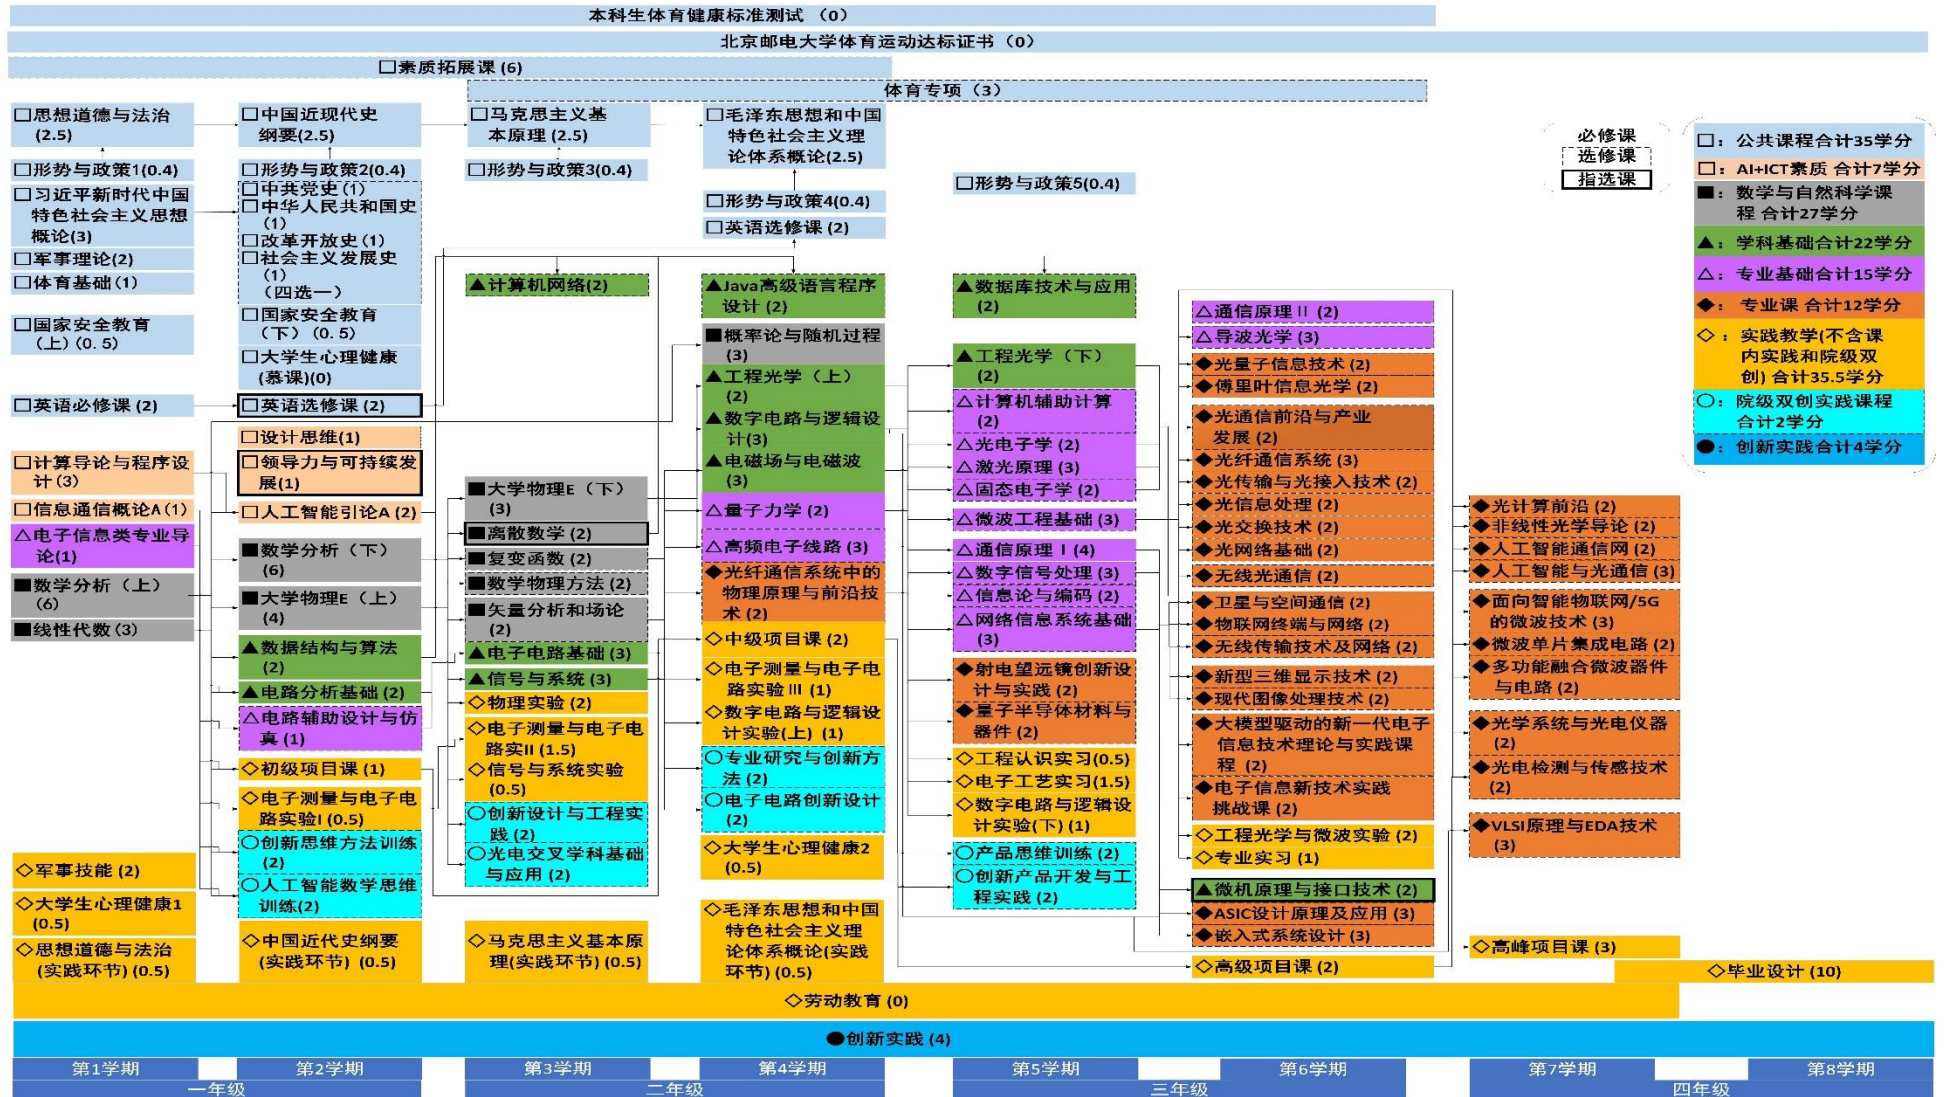 本科生体育健康标准测试 （0）
北京邮电大学体育运动达标证书（0）
□素质拓展课 (6)
体育专项（3）
□思想道德与法治
(2.5)
□形势与政策1(0.4)
□习近平新时代中国
特色社会主义思想
概论(3)
□军事理论(2)
□体育基础(1)
□国家安全教育
(上) (0. 5)
□英语必修课 (2)
□计算导论与程序设
计(3)
□信息通信概论A(1)
△电子信息类专业导
论(1)
■数学分析（上）
(6)
■线性代数(3)
◇军事技能 (2)
◇大学生心理健康1
(0.5)
◇思想道德与法治
(实践环节) (0.5)
□中国近现代史
纲要(2.5)
□形势与政策2(0.4)
□中共党史(1)
□中华人民共和国史
(1)
□改革开放史(1)
□社会主义发展史
(1)
（四选一）
□国家安全教育
（下）(0. 5)
□大学生心理健康
(慕课)(0)
□英语选修课 (2)
□设计思维(1)
□领导力与可持续发
展(1)
□人工智能引论A (2)
■数学分析（下）
(6)
■大学物理E（上）
(4)
▲数据结构与算法
(2)
▲电路分析基础 (2)
△电路辅助设计与仿
真 (1)
◇初级项目课 (1)
◇电子测量与电子电
路实验I (0.5)
○创新思维方法训练
(2)
○人工智能数学思维
训练(2)
◇中国近代史纲要
(实践环节) (0.5)
□马克思主义基
本原理 (2.5)
□形势与政策3(0.4)
▲计算机网络(2)
■大学物理E（下）
(3)
■离散数学 (2)
■复变函数 (2)
■数学物理方法 (2)
■矢量分析和场论
(2)
▲电子电路基础 (3)
▲信号与系统 (3)
◇物理实验 (2)
◇电子测量与电子电
路实II (1.5)
◇信号与系统实验
(0.5)
○创新设计与工程实
践 (2)
○光电交叉学科基础
与应用 (2)
◇马克思主义基本原
理(实践环节) (0.5)
□毛泽东思想和中国
特色社会主义理
论体系概论(2.5)
□形势与政策4(0.4)
□英语选修课 (2)
▲Java高级语言程序
设计 (2)
■概率论与随机过程
(3)
▲工程光学（上）
(2)
▲数字电路与逻辑设
计(3)
▲电磁场与电磁波
(3)
△量子力学 (2)
△高频电子线路 (3)
◆光纤通信系统中的
物理原理与前沿技
术 (2)
◇中级项目课 (2)
◇电子测量与电子电
路实验III (1)
◇数字电路与逻辑设
计实验(上) (1)
○专业研究与创新方
法 (2)
○电子电路创新设计
(2)
◇大学生心理健康2
(0.5)
◇毛泽东思想和中国
特色社会主义理
论体系概论(实践
环节) (0.5)
□形势与政策5(0.4)
▲数据库技术与应用
(2)
▲工程光学（下）
(2)
△计算机辅助计算
(2)
△光电子学 (2)
△激光原理 (3)
△固态电子学 (2)
△微波工程基础 (3)
△通信原理 I (4)
△数字信号处理 (3)
△信息论与编码 (2)
△网络信息系统基础
(3)
◆射电望远镜创新设
计与实践 (2)
◆量子半导体材料与
器件 (2)
◇工程认识实习(0.5)
◇电子工艺实习(1.5)
◇数字电路与逻辑设
计实验(下) (1)
○产品思维训练 (2)
○创新产品开发与工
程实践 (2)
△通信原理 II (2)
△导波光学 (3)
◆光量子信息技术 (2)
◆傅里叶信息光学 (2)
◆光通信前沿与产业
发展 (2)
◆光纤通信系统 (3)
◆光传输与光接入技术 (2)
◆光信息处理 (2)
◆光交换技术 (2)
◆光网络基础 (2)
◆无线光通信 (2)
◆卫星与空间通信 (2)
◆物联网终端与网络 (2)
◆无线传输技术及网络 (2)
◆新型三维显示技术 (2)
◆现代图像处理技术 (2)
◆大模型驱动的新一代电子
信息技术理论与实践课
程 (2)
◆电子信息新技术实践
挑战课 (2)
◇工程光学与微波实验 (2)
◇专业实习 (1)
▲微机原理与接口技术 (2)
◆ASIC设计原理及应用 (3)
◆嵌入式系统设计 (3)
◇高级项目课 (2)
◆光计算前沿 (2)
◆非线性光学导论 (2)
◆人工智能通信网 (2)
◆人工智能与光通信 (3)
◆面向智能物联网/5G
的微波技术 (3)
◆微波单片集成电路 (2)
◆多功能融合微波器件
与电路 (2)
◆光学系统与光电仪器
(2)
◆光电检测与传感技术
(2)
◆VLSI原理与EDA技术
(3)
◇高峰项目课 (3)
◇毕业设计 (10)
必修课
选修课
指选课
□：公共课程合计35学分
□：AI+ICT素质 合计7学分
■：数学与自然科学课
程 合计27学分
▲：学科基础合计22学分
△：专业基础合计15学分
◆：专业课 合计12学分
◇：实践教学(不含课
内实践和院级双
创) 合计35.5学分
○：院级双创实践课程
合计2学分
●：创新实践合计4学分
◇劳动教育 (0)
●创新实践 (4)
第1学期
第2学期
第3学期
第4学期
第5学期
第6学期
第7学期
第8学期
一年级
二年级
三年级
四年级